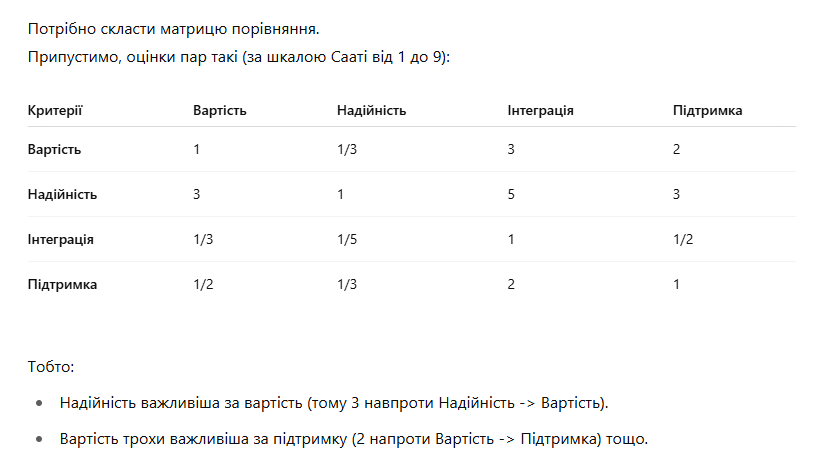 Потрібно скласти матрицю порівняння.
Припустимо, оцінки пар такі (за шкалою Сааті від 1 до 9):
Критерії Вартість Надійність Інтеграція Підтримка
Вартість 1 1/3 3 2
Надійність 3 1 5 3
Інтеграція 1/3 1/5 1 1/2
Підтримка 1/2 1/3 2 1
Тобто:
• Надійність важливіша за вартість (тому 3 навпроти Надійність -> Вартість).
• Вартість трохи важливіша за підтримку (2 напроти Вартість -> Підтримка) тощо.